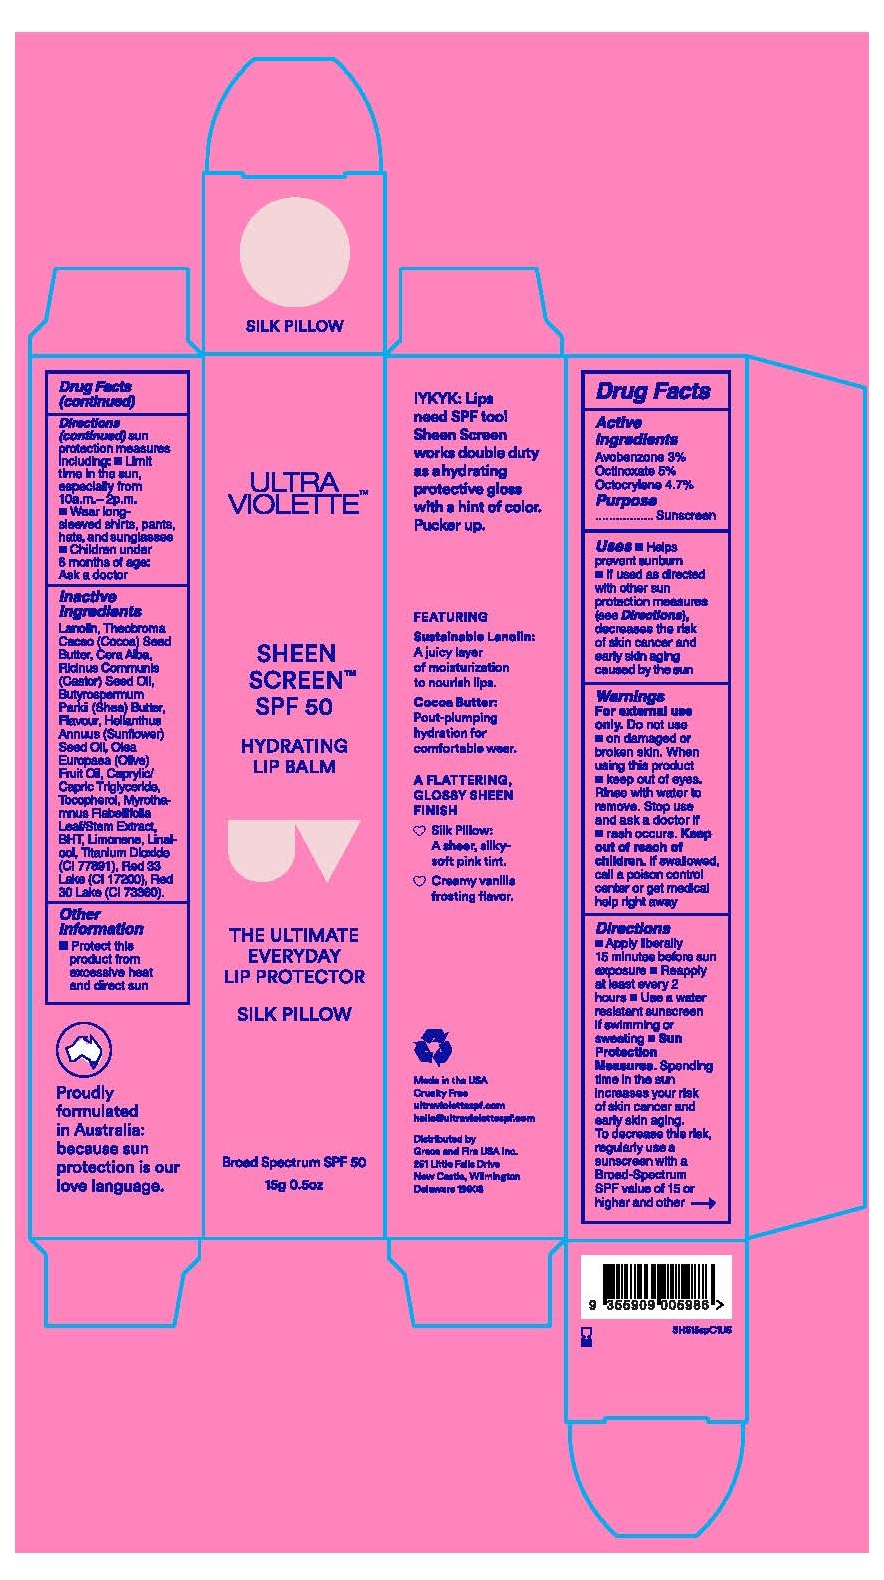 SILK PILLOW
Drug Facts
(continued)
Directions
(continued) sun
protection measures
including: ■ Limit
time in the sun,
especially from
10a.m.–2p.m.
■ Wear long-
sleeved shirts, pants,
hats, and sunglasses
■ Children under
6 months of age:
Ask a doctor
Inactive
Ingredients
Lanolin, Theobroma
Cacao (Cocoa) Seed
Butter, Cera Alba,
Ricinus Communis
(Castor) Seed Oil,
Butyrospermum
Parkii (Shea) Butter,
Flavour, Helianthus
Annuus (Sunflower)
Seed Oil, Olea
Europaea (Olive)
Fruit Oil, Caprylic/
Capric Triglyceride,
Tocopherol, Myrotha-
mnus Flabellifolia
Leaf/Stem Extract,
BHT, Limonene, Linal-
ool, Titanium Dioxide
(CI 77891), Red 33
Lake (CI 17200), Red
30 Lake (CI 73360).
Other
Information
■ Protect this
product from
excessive heat
and direct sun
Proudly
formulated
in Australia:
because sun
protection is our
love language.
ULTRA
VIOLETTE™
SHEEN
SCREEN™
SPF 50
HYDRATING
LIP BALM
THE ULTIMATE
EVERYDAY
LIP PROTECTOR
SILK PILLOW
Broad Spectrum SPF 50
15g 0.5oz
IYKYK: Lips
need SPF too!
Sheen Screen
works double duty
as a hydrating
protective gloss
with a hint of color.
Pucker up.
FEATURING
Sustainable Lanolin:
A juicy layer
of moisturization
to nourish lips.
Cocoa Butter:
Pout-plumping
hydration for
comfortable wear.
A FLATTERING,
GLOSSY SHEEN
FINISH
♡ Silk Pillow:
A sheer, silky-
soft pink tint.
♡ Creamy vanilla
frosting flavor.
Made in the USA
Cruelty Free
ultraviolettespf.com
hello@ultraviolettespf.com
Distributed by
Grace and Fire USA Inc.
251 Little Falls Drive
New Castle, Wilmington
Delaware 19808
Drug Facts
Active
Ingredients
Avobenzone 3%
Octinoxate 5%
Octocrylene 4.7%
Purpose
.................. Sunscreen
Uses ■ Helps
prevent sunburn
■ If used as directed
with other sun
protection measures
(see Directions),
decreases the risk
of skin cancer and
early skin aging
caused by the sun
Warnings
For external use
only. Do not use
■ on damaged or
broken skin. When
using this product
■ keep out of eyes.
Rinse with water to
remove. Stop use
and ask a doctor if
■ rash occurs. Keep
out of reach of
children. If swallowed,
call a poison control
center or get medical
help right away
Directions
■ Apply liberally
15 minutes before sun
exposure ■ Reapply
at least every 2
hours ■ Use a water
resistant sunscreen
if swimming or
sweating ■ Sun
Protection
Measures. Spending
time in the sun
increases your risk
of skin cancer and
early skin aging.
To decrease this risk,
regularly use a
sunscreen with a
Broad-Spectrum
SPF value of 15 or
higher and other →
9 355909 005986 >